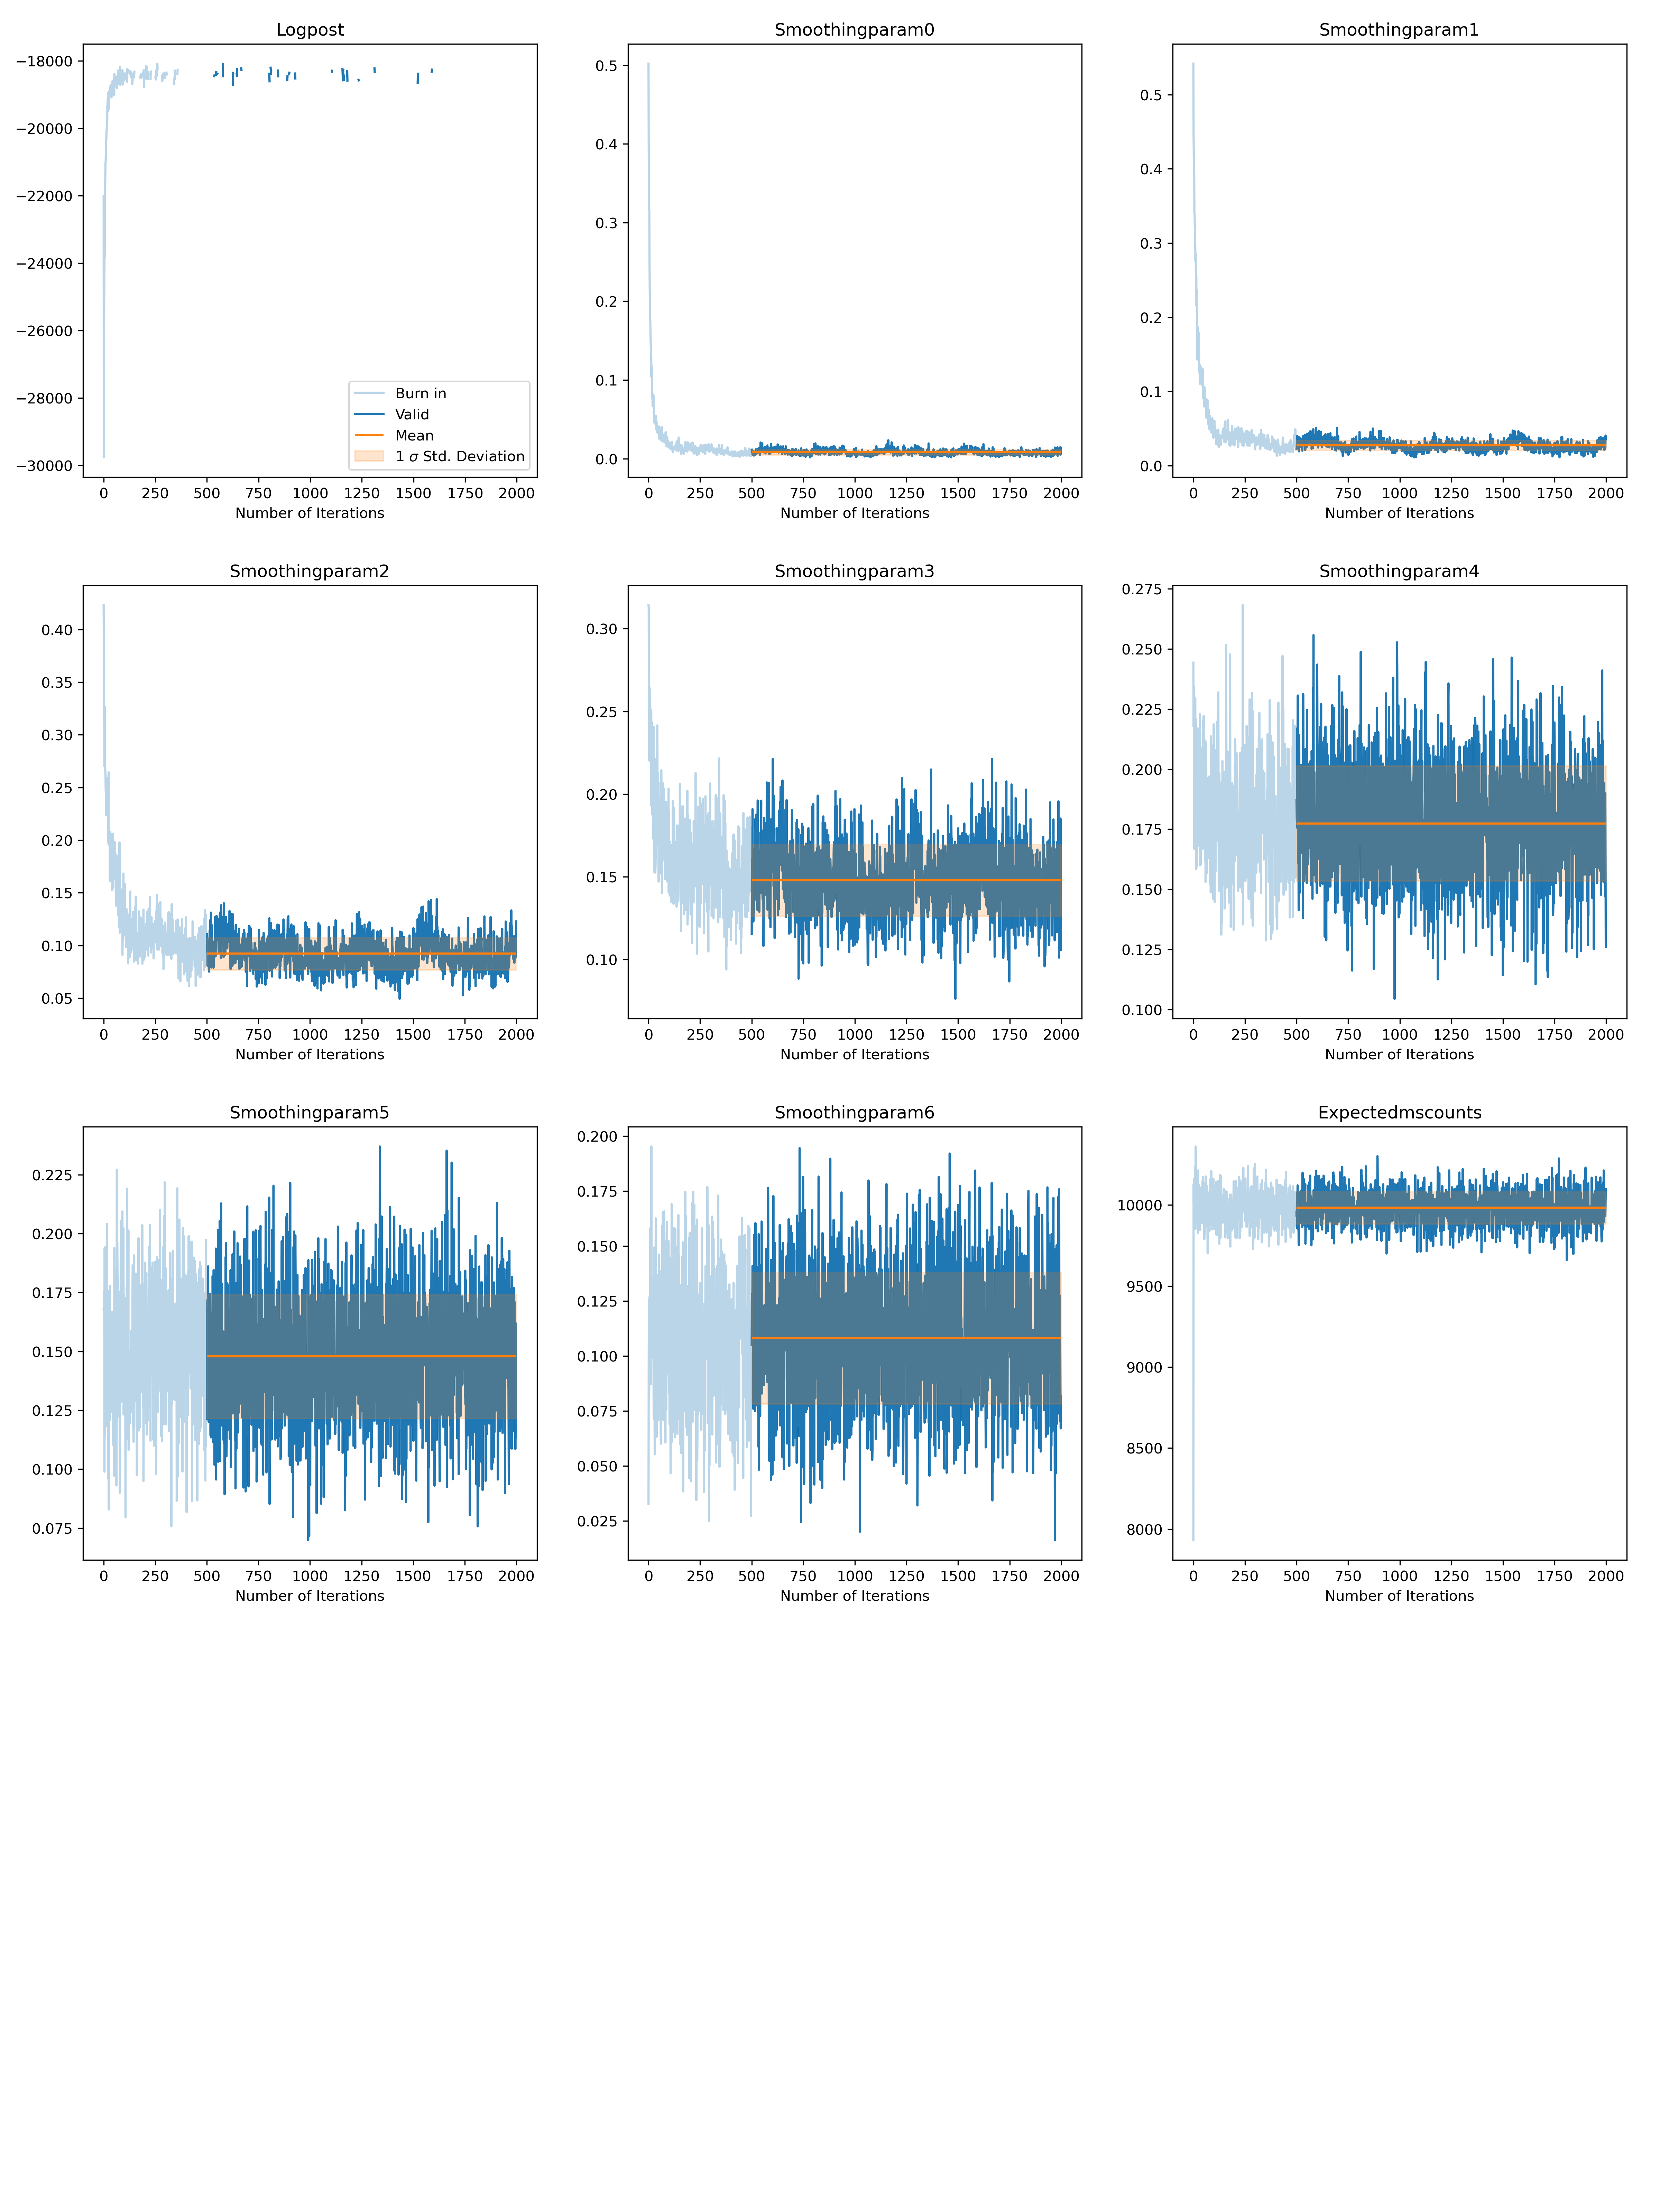 Logpost
−18000
−20000
−22000
−24000
−26000
−28000
−30000
Burn in
Valid
Mean
1 σ Std. Deviation
0 250 500 750 1000 1250 1500 1750 2000
Number of Iterations
Smoothingparam0
0.5
0.4
0.3
0.2
0.1
0.0
0 250 500 750 1000 1250 1500 1750 2000
Number of Iterations
Smoothingparam1
0.5
0.4
0.3
0.2
0.1
0.0
0 250 500 750 1000 1250 1500 1750 2000
Number of Iterations
Smoothingparam2
0.40
0.35
0.30
0.25
0.20
0.15
0.10
0.05
0 250 500 750 1000 1250 1500 1750 2000
Number of Iterations
Smoothingparam3
0.30
0.25
0.20
0.15
0.10
0 250 500 750 1000 1250 1500 1750 2000
Number of Iterations
Smoothingparam4
0.275
0.250
0.225
0.200
0.175
0.150
0.125
0.100
0 250 500 750 1000 1250 1500 1750 2000
Number of Iterations
Smoothingparam5
0.225
0.200
0.175
0.150
0.125
0.100
0.075
0 250 500 750 1000 1250 1500 1750 2000
Number of Iterations
Smoothingparam6
0.200
0.175
0.150
0.125
0.100
0.075
0.050
0.025
0 250 500 750 1000 1250 1500 1750 2000
Number of Iterations
Expectedmscounts
10000
9500
9000
8500
8000
0 250 500 750 1000 1250 1500 1750 2000
Number of Iterations